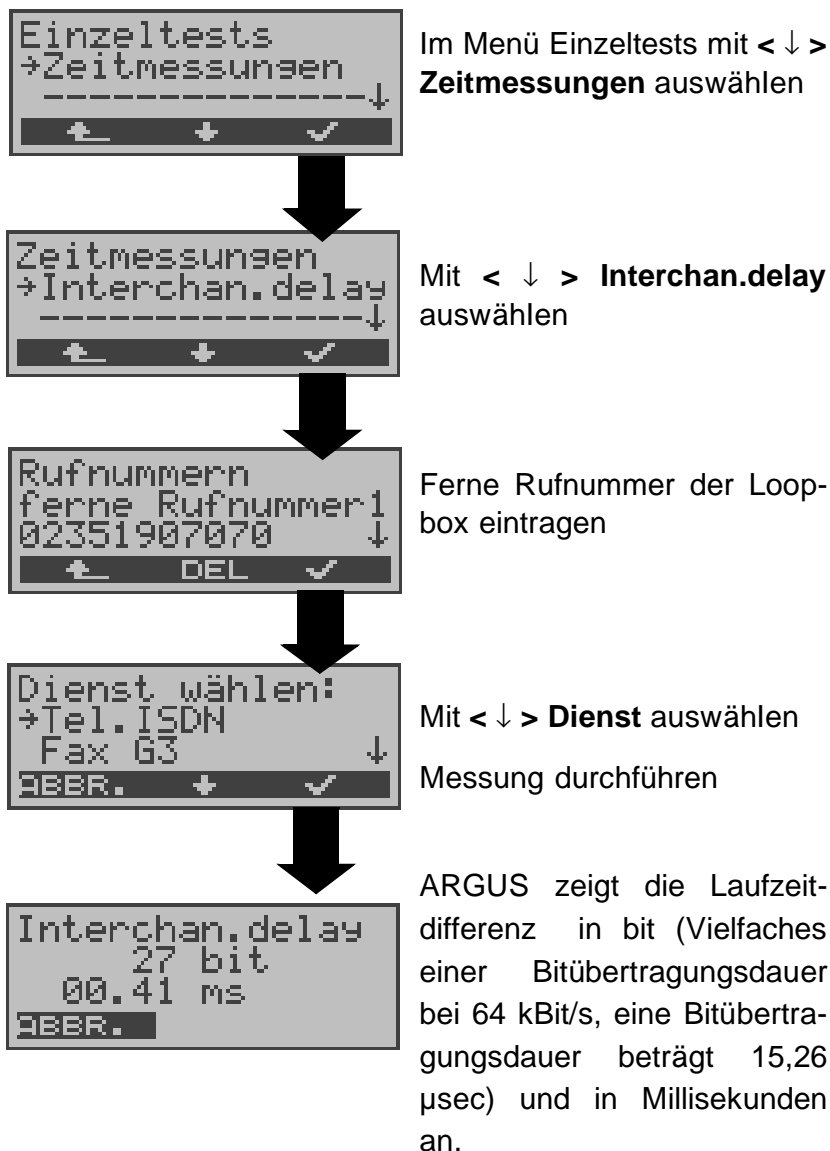 Einzeltests
→Zeitmessungen
---------------↓
✓
Im Menü Einzeltests mit < ↓ >
Zeitmessungen auswählen
Zeitmessungen
→Interchan.delay
---------------↓
✓
Mit < ↓ > Interchan.delay
auswählen
Rufnummern
ferne Rufnummer1
02351907070 ↓
DEL ✓
Ferne Rufnummer der Loop-
box eintragen
Dienst wählen:
→Tel.ISDN
Fax G3 ↓
ABBR. ✓
Mit < ↓ > Dienst auswählen
Messung durchführen
Interchan.delay
27 bit
00.41 ms
ABBR.
ARGUS zeigt die Laufzeit-
differenz in bit (Vielfaches
einer Bitübertragungsdauer
bei 64 kBit/s, eine Bitübertra-
gungsdauer beträgt 15,26
µsec) und in Millisekunden
an.